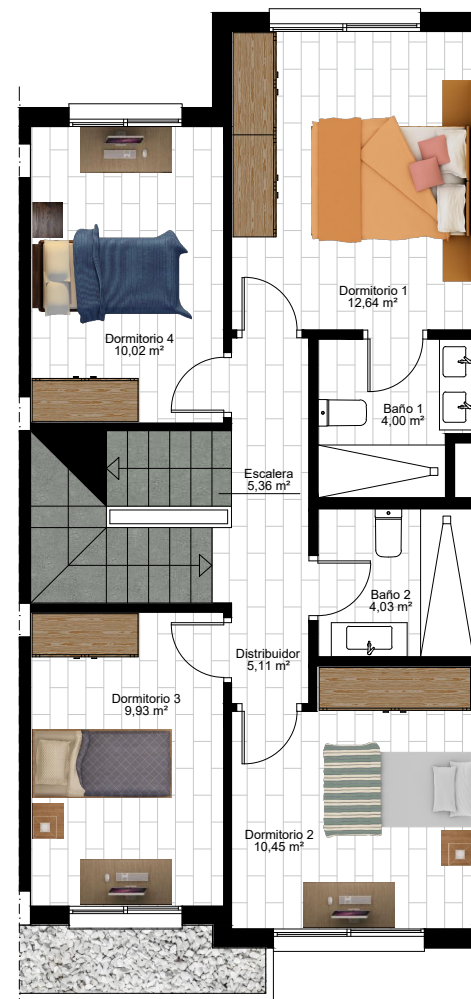 Dormitorio 1
12,64 m²
Dormitorio 4
10,02 m²
Baño 1
4,00 m²
Escalera
5,36 m²
Baño 2
4,03 m²
Distribuidor
5,11 m²
Dormitorio 3
9,93 m²
Dormitorio 2
10,45 m²